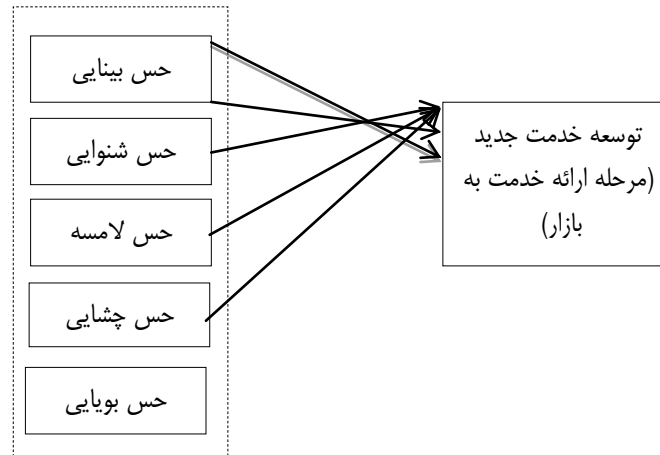 حس بینایی
حس شنوایی
حس لامسه
حس چشایی
حس بویایی
توسعه خدمت جدید
(مرحله ارائه خدمت به
بازار)